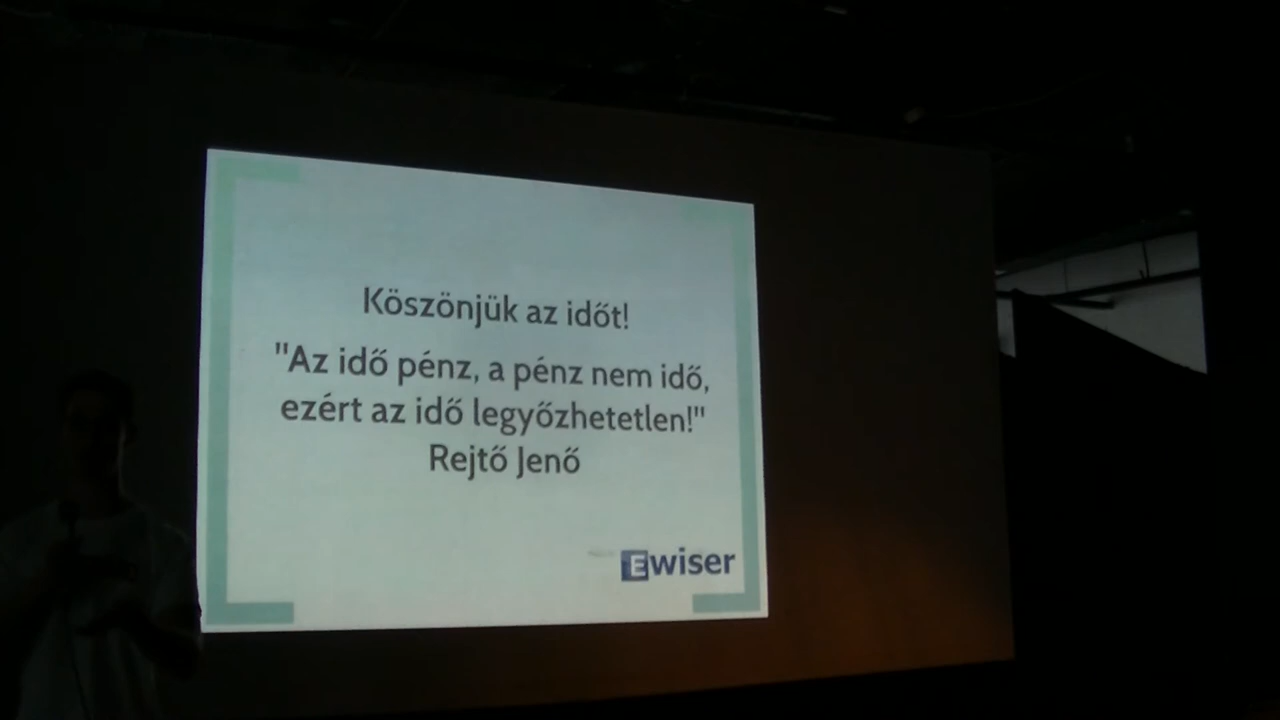 Köszönjük az időt!
"Az idő pénz, a pénz nem idő,
ezért az idő legyőzhetetlen!"
Rejtő Jenő
Ewiser